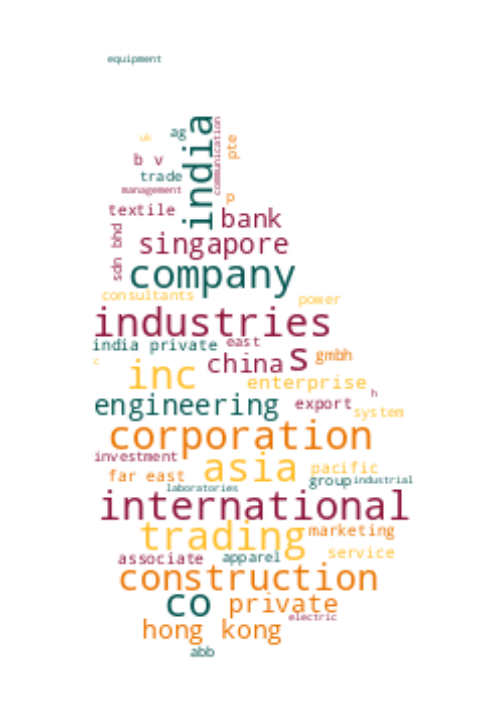 equipment
uk
ag
india
communication
pte
b v
trade
management
p
textile
bank
sdn bhd
singapore
company
consultants
power
industries
india private
east
s
gmbh
c
inc
china
enterprise
h
engineering
export
system
corporation
investment
asia
pacific
far east
group
industrial
laboratories
international
trading
marketing
associate
apparel
service
construction
co
private
electric
hong kong
abb